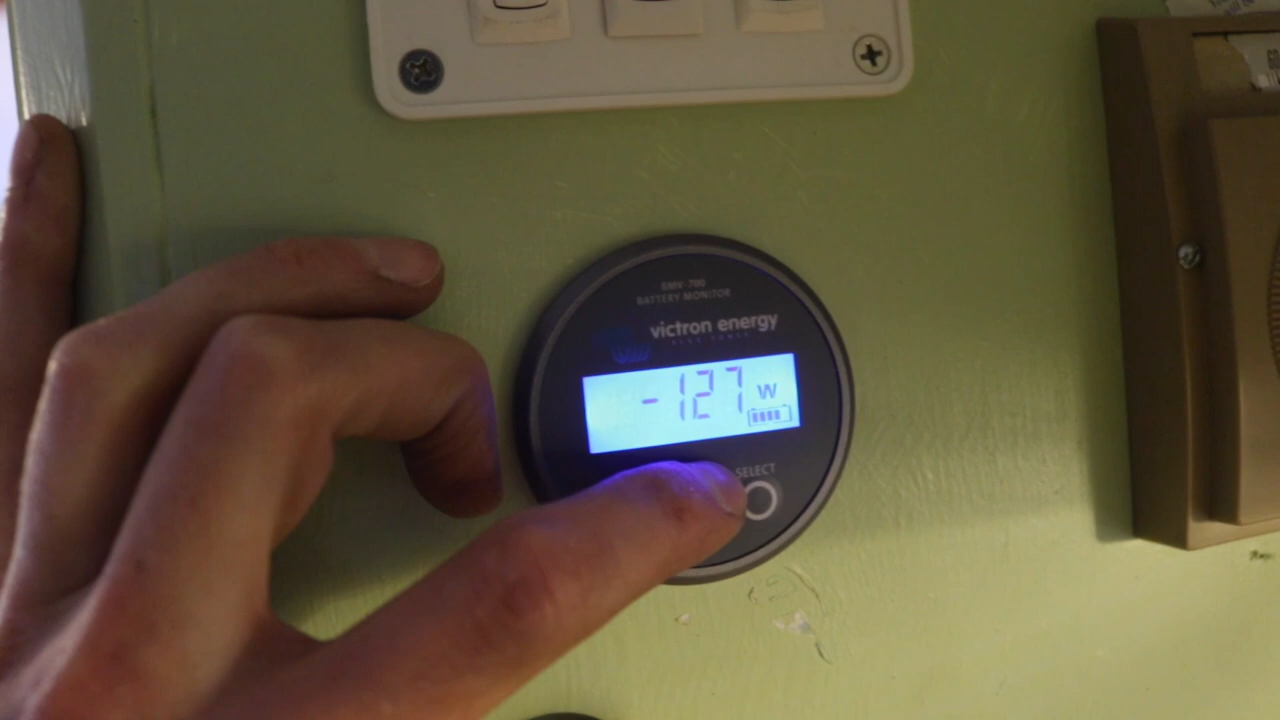 BMV-700
BATTERY MONITOR
victron energy
BLUE POWER
-127 W
SELECT